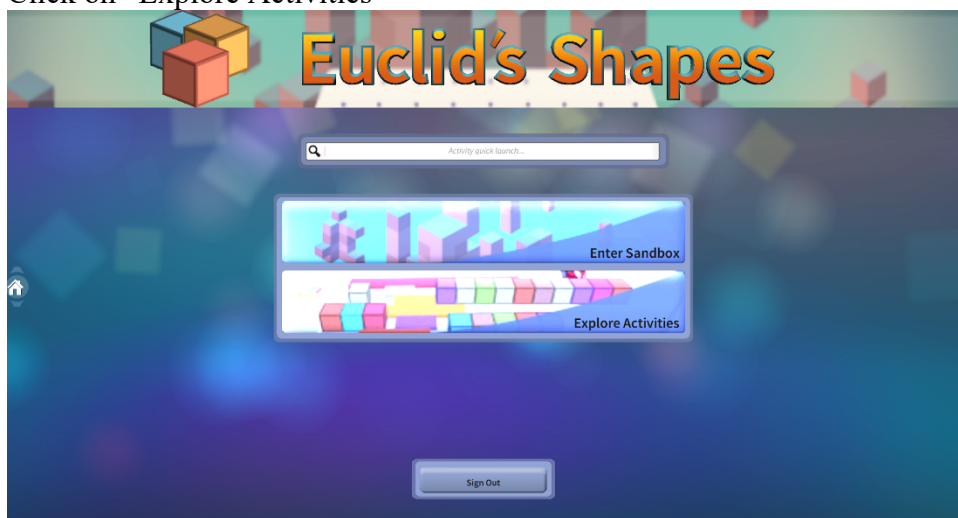 Click on "Explore Activities"
Euclid's Shapes
Activity quick launch...
Enter Sandbox
Explore Activities
Sign Out